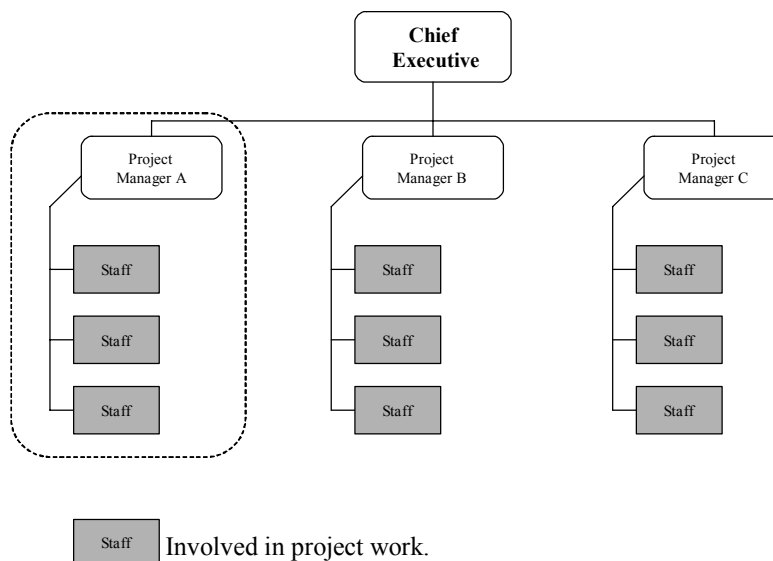 Chief
Executive
Project
Manager A
Project
Manager B
Project
Manager C
Staff
Staff
Staff
Staff
Staff
Staff
Staff
Staff
Staff
Staff Involved in project work.